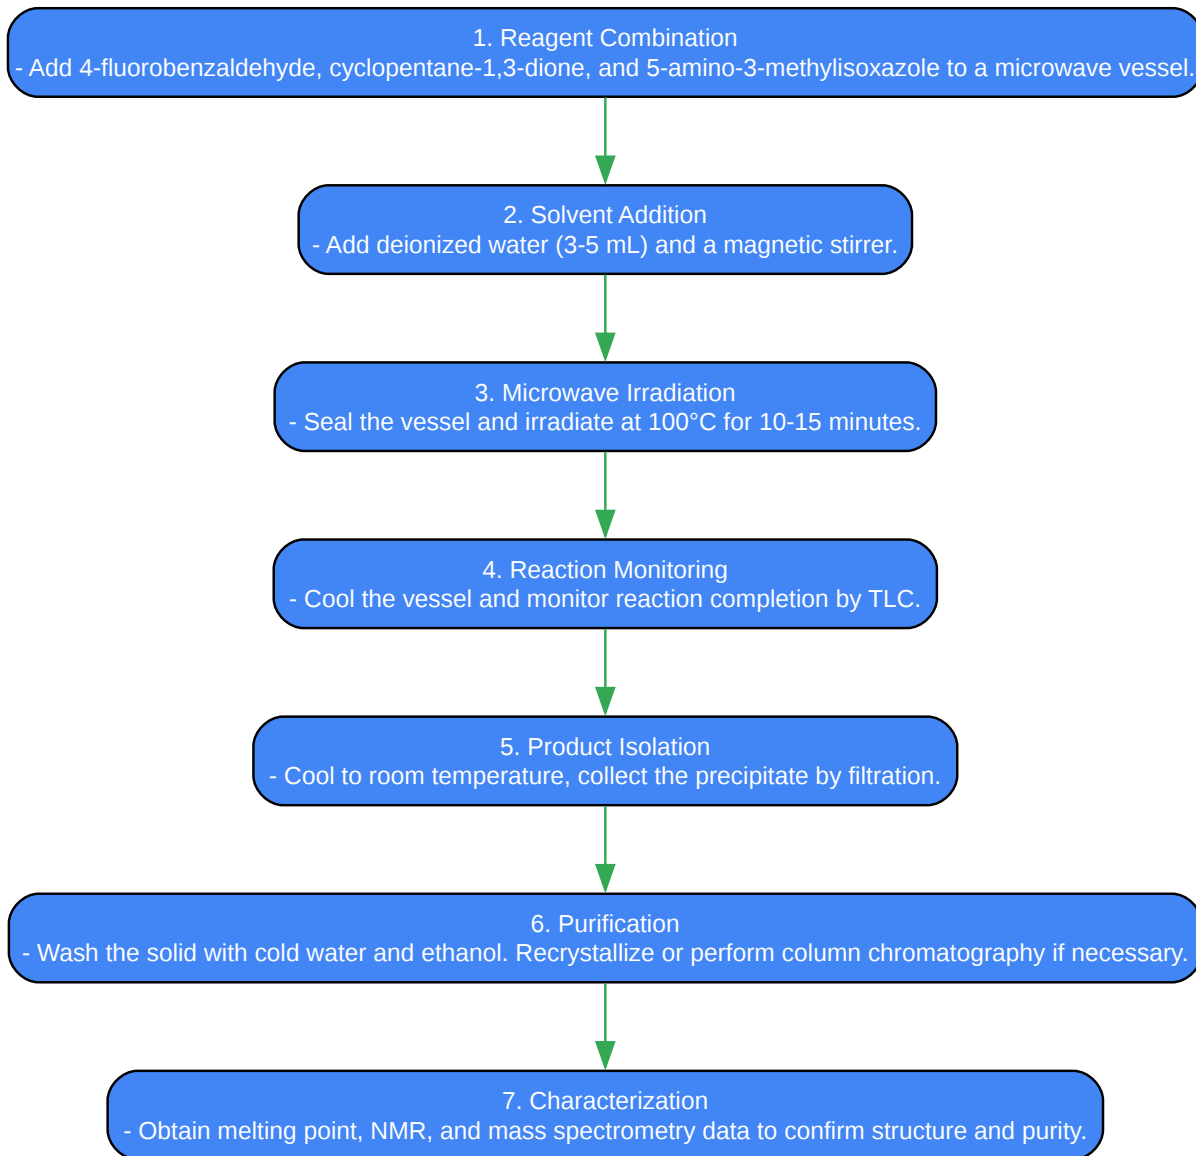 1. Reagent Combination
- Add 4-fluorobenzaldehyde, cyclopentane-1,3-dione, and 5-amino-3-methylisoxazole to a microwave vessel.
2. Solvent Addition
- Add deionized water (3-5 mL) and a magnetic stirrer.
3. Microwave Irradiation
- Seal the vessel and irradiate at 100°C for 10-15 minutes.
4. Reaction Monitoring
- Cool the vessel and monitor reaction completion by TLC.
5. Product Isolation
- Cool to room temperature, collect the precipitate by filtration.
6. Purification
- Wash the solid with cold water and ethanol. Recrystallize or perform column chromatography if necessary.
7. Characterization
- Obtain melting point, NMR, and mass spectrometry data to confirm structure and purity.